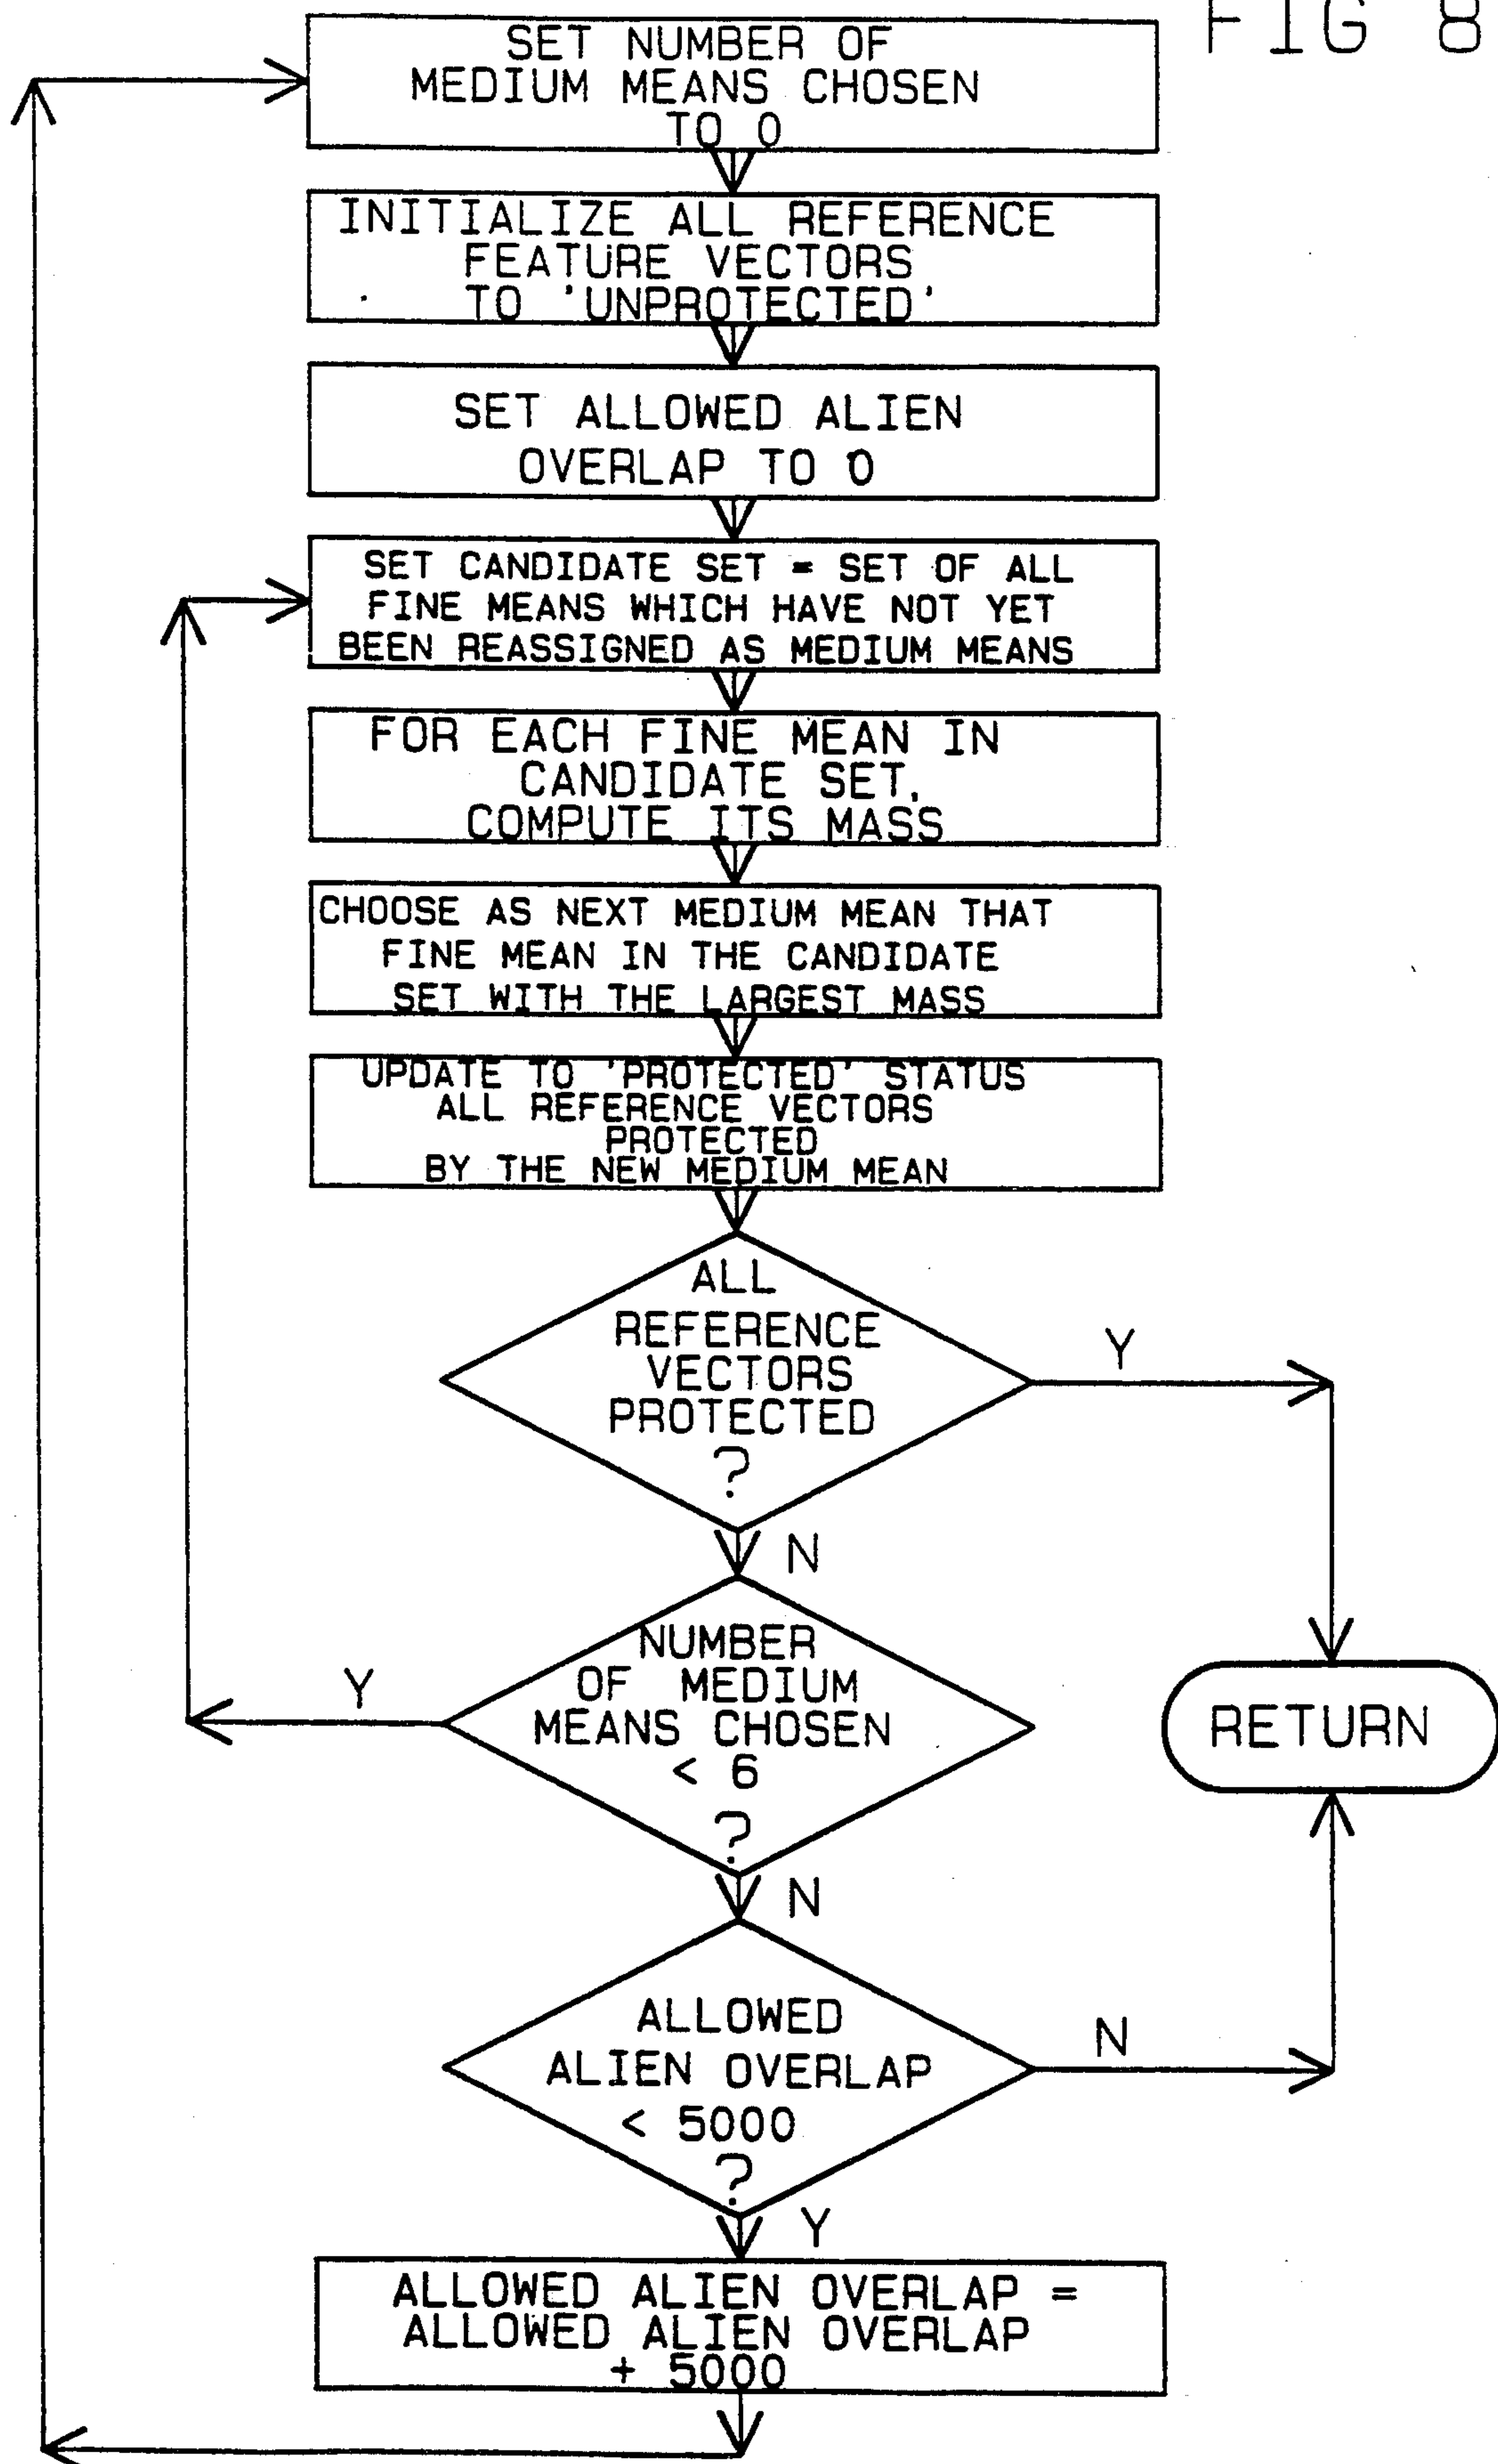 FIG 8
SET NUMBER OF
MEDIUM MEANS CHOSEN
TO 0
INITIALIZE ALL REFERENCE
FEATURE VECTORS
TO 'UNPROTECTED'
SET ALLOWED ALIEN
OVERLAP TO 0
SET CANDIDATE SET = SET OF ALL
FINE MEANS WHICH HAVE NOT YET
BEEN REASSIGNED AS MEDIUM MEANS
FOR EACH FINE MEAN IN
CANDIDATE SET,
COMPUTE ITS MASS
CHOOSE AS NEXT MEDIUM MEAN THAT
FINE MEAN IN THE CANDIDATE
SET WITH THE LARGEST MASS
UPDATE TO 'PROTECTED' STATUS
ALL REFERENCE VECTORS
PROTECTED
BY THE NEW MEDIUM MEAN
ALL
REFERENCE
VECTORS
PROTECTED
?
Y
N
NUMBER
OF MEDIUM
MEANS CHOSEN
< 6
?
Y
RETURN
N
ALLOWED
ALIEN OVERLAP
< 5000
?
N
Y
ALLOWED ALIEN OVERLAP =
ALLOWED ALIEN OVERLAP
+ 5000